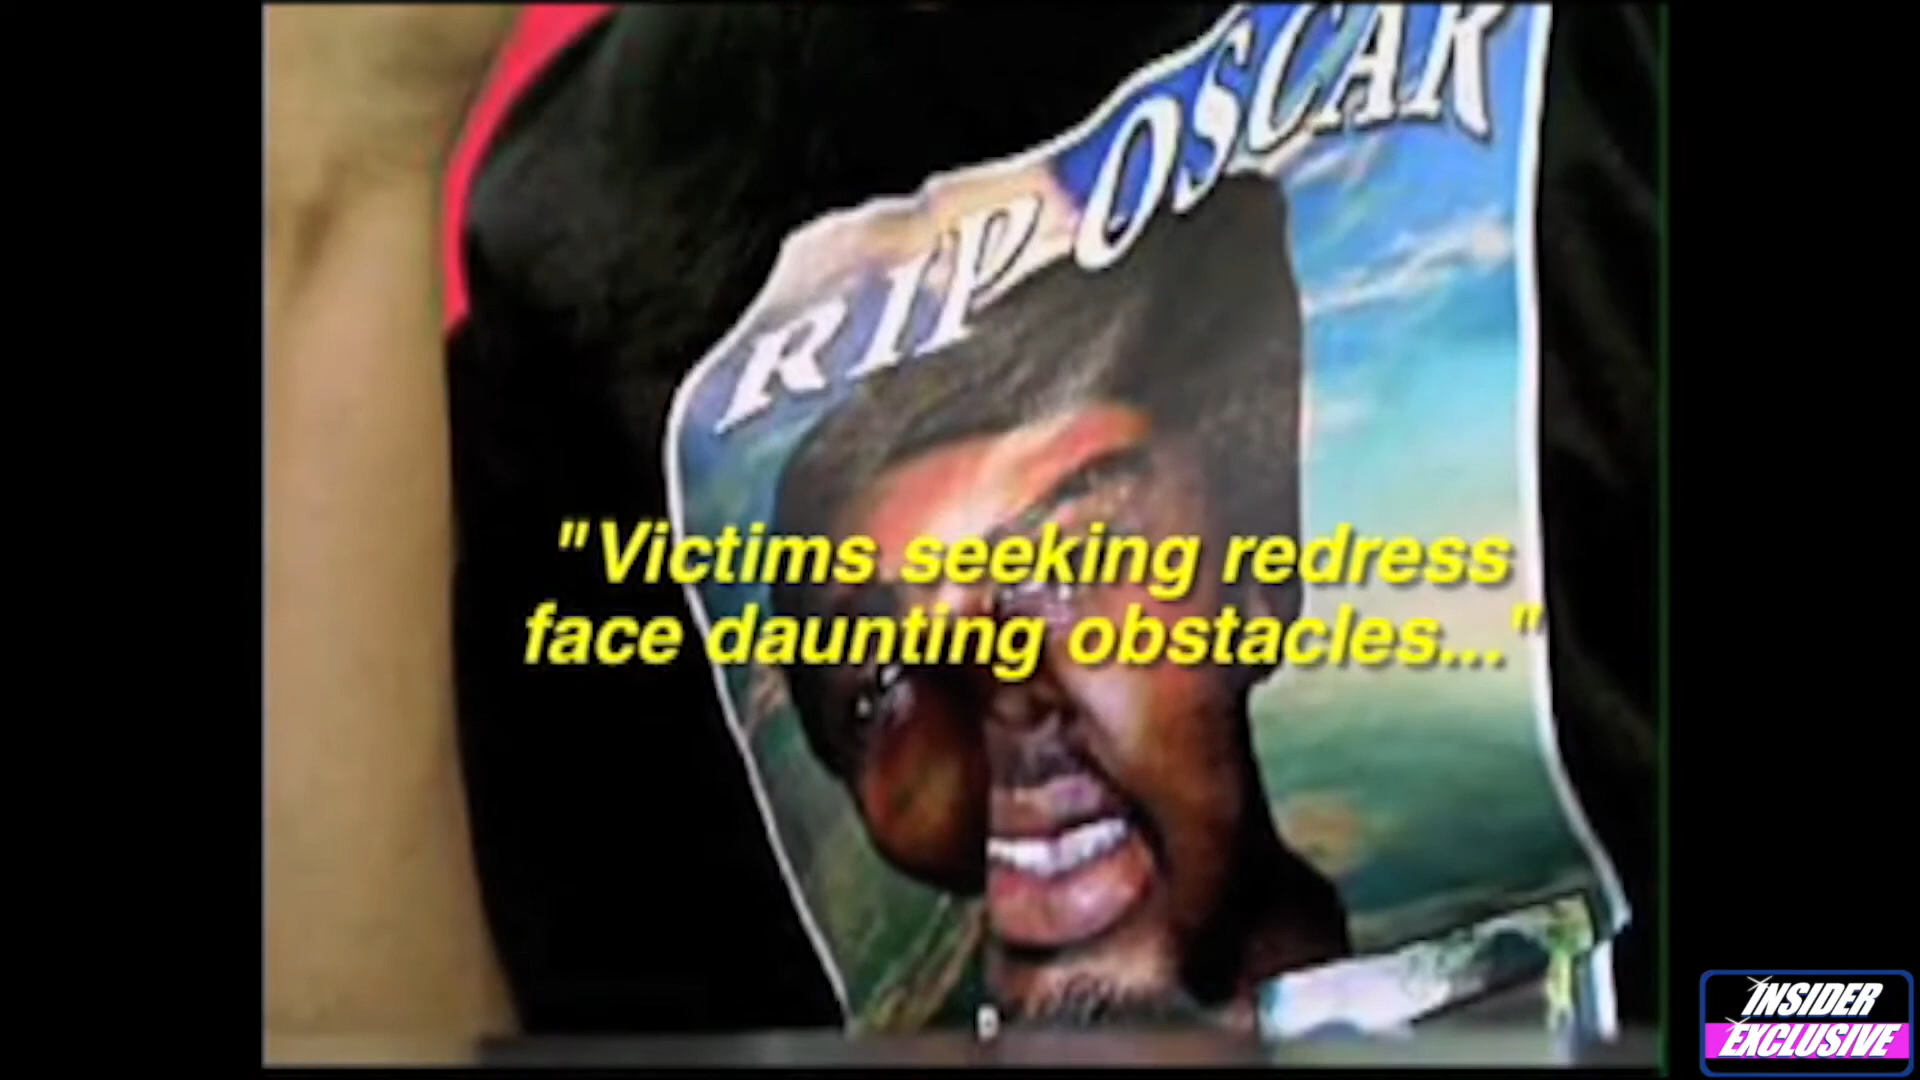 RIP OSCAR
"Victims seeking redress
face daunting obstacles..."
INSIDER
EXCLUSIVE